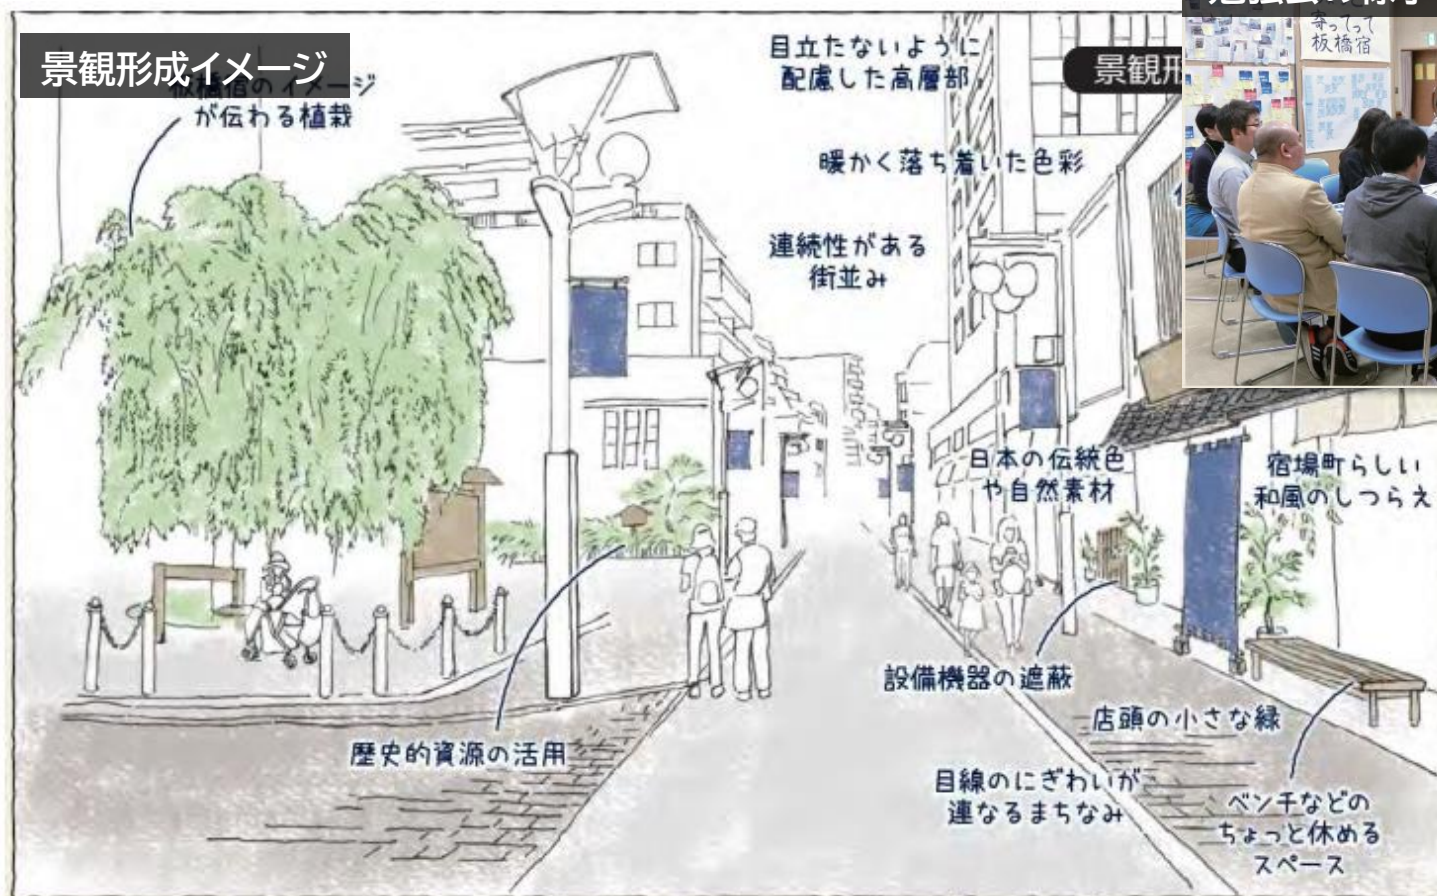 景観形成イメージ
板橋宿のイメージ
が伝わる植栽
目立たないように
配慮した高層部
景観形
寄ってって
板橋宿
暖かく落ち着いた色彩
連続性がある
街並み
日本の伝統色
や自然素材
宿場町らしい
和風のしつらえ
設備機器の遮蔽
店頭の小さな緑
歴史的資源の活用
目線のにぎわいが
連なるまちなみ
ベンチなどの
ちょっと休める
スペース